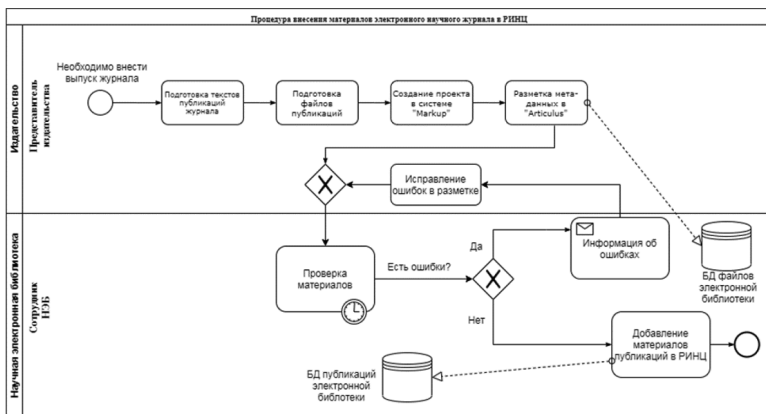 Процедура внесения материалов электронного научного журнала в РИНЦ
Издательство
Представитель
издательства
Необходимо внести
выпуск журнала
Подготовка текстов
публикаций
журнала
Подготовка
файлов
публикаций
Создание проекта
в системе
"Markup"
Разметка мета-
данных в
"Articulus"
Исправление
ошибок в разметке
Научная электронная библиотека
Сотрудник
НЭБ
Проверка
материалов
Есть ошибки?
Да
Нет
Информация об
ошибках
БД файлов
электронной
библиотеки
Добавление
материалов
публикаций в РИНЦ
БД публикаций
электронной
библотеки